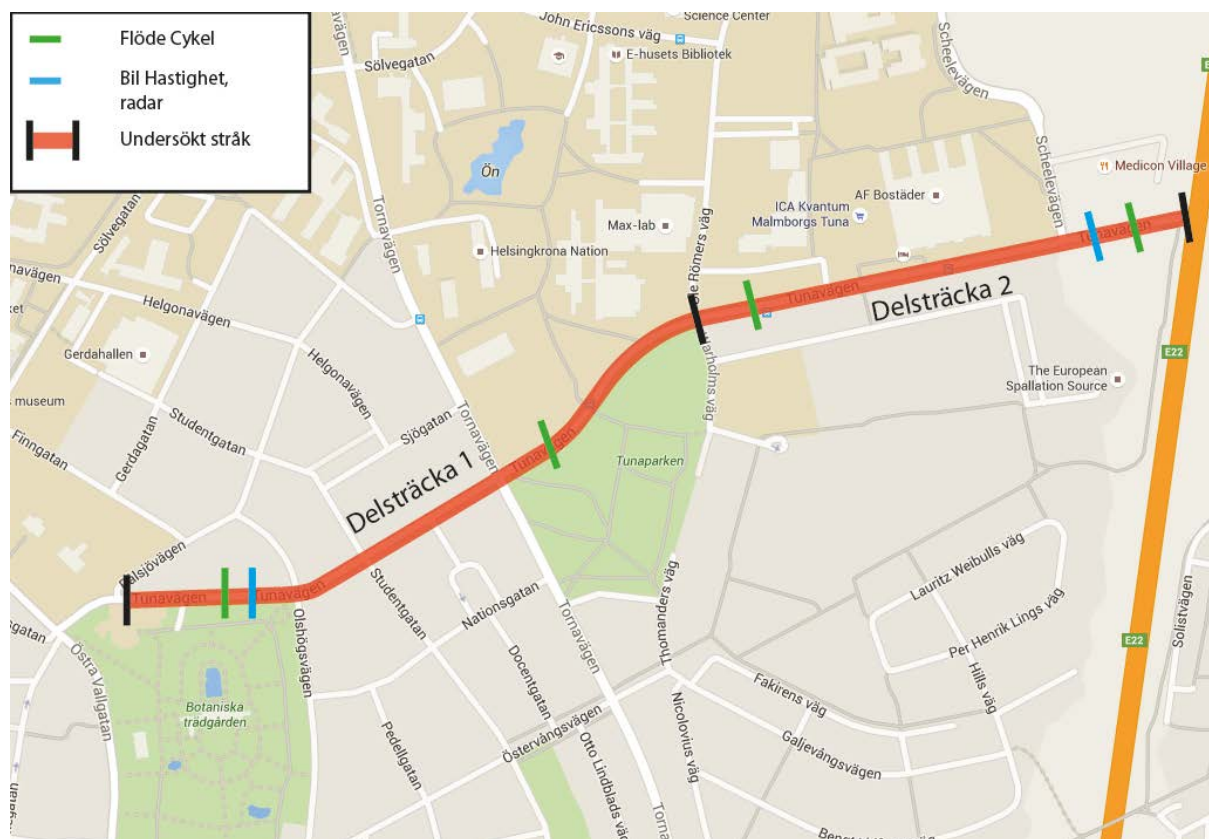 Flöde Cykel
Bil Hastighet,
radar
Undersökt stråk
Science Center
John Ericssons väg
E-husets Bibliotek
Sölvegatan
Tornavägen
Scheelevägen
Ön
Medicon Village
AF Bostäder
ICA Kvantum
Malmborgs Tuna
Max-lab
Helsingkrona Nation
Sölvegatan
Scheelevägen
Tornavägen
Tunavägen
Helgonavägen
Tunavägen
Delsträcka 2
Gerdahallen
Helgonavägen
museum
E22
The European
Spallation Source
Finngatan
Gerdagatan
Studentgatan
Sjögatan
Tornavägen
Tunavägen
Tunaparken
Delsträcka 1
Tunavägen
Tunavägen
Lauritz Weibulls väg
Per Henrik Lings väg
Solistvägen
E22
Östra Vallgatan
Olshögsvägen
Studentgatan
Nationsgatan
Tornavägen
Thomanders väg
Hills väg
Botaniska
trädgården
Docentgatan
Fakirens väg
Pedellgatan
Östervångsvägen
Nicolovius väg
Galjevångsvägen
Otto Lindblads väg
Tornavägen